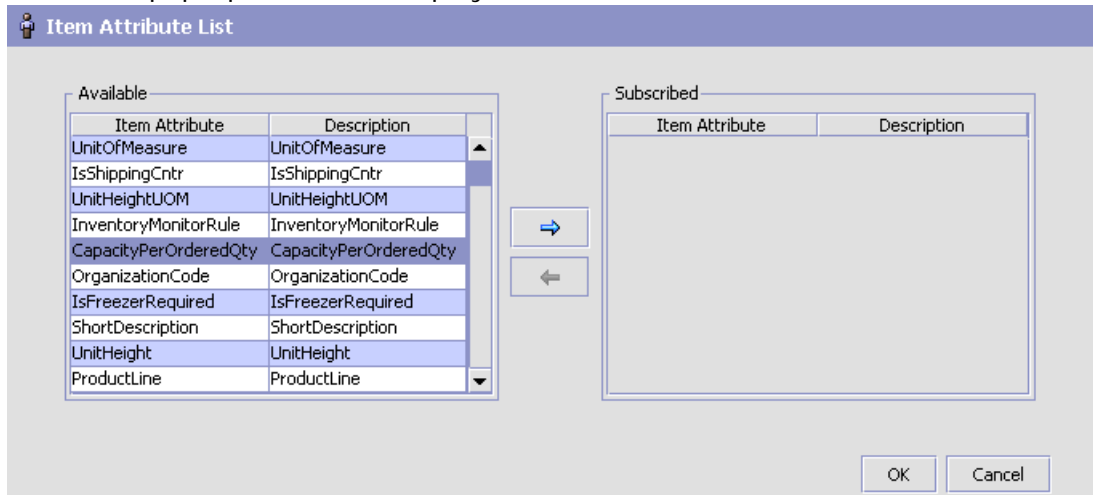 Item Attribute List
Available
Item Attribute Description
UnitOfMeasure UnitOfMeasure
IsShippingCntr IsShippingCntr
UnitHeightUOM UnitHeightUOM
InventoryMonitorRule InventoryMonitorRule
CapacityPerOrderedQty CapacityPerOrderedQty
OrganizationCode OrganizationCode
IsFreezerRequired IsFreezerRequired
ShortDescription ShortDescription
UnitHeight UnitHeight
ProductLine ProductLine
Subscribed
Item Attribute Description
OK Cancel